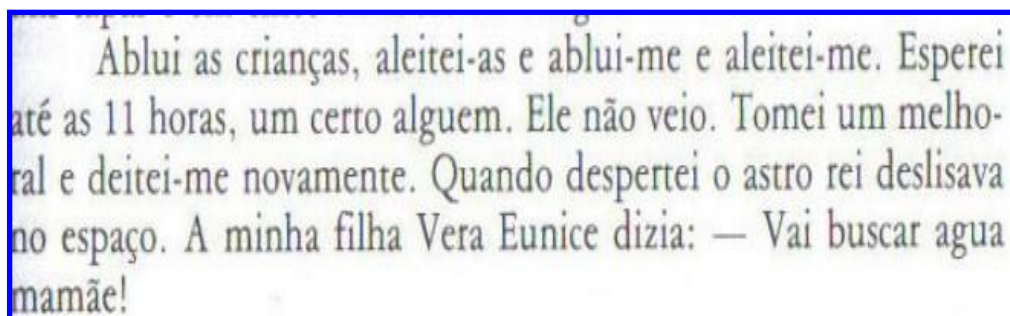 Ablui as crianças, aleitei-as e ablui-me e aleitei-me. Esperei
até as 11 horas, um certo alguem. Ele não veio. Tomei um melho-
ral e deitei-me novamente. Quando despertei o astro rei deslisava
no espaço. A minha filha Vera Eunice dizia: — Vai buscar agua
mamãe!